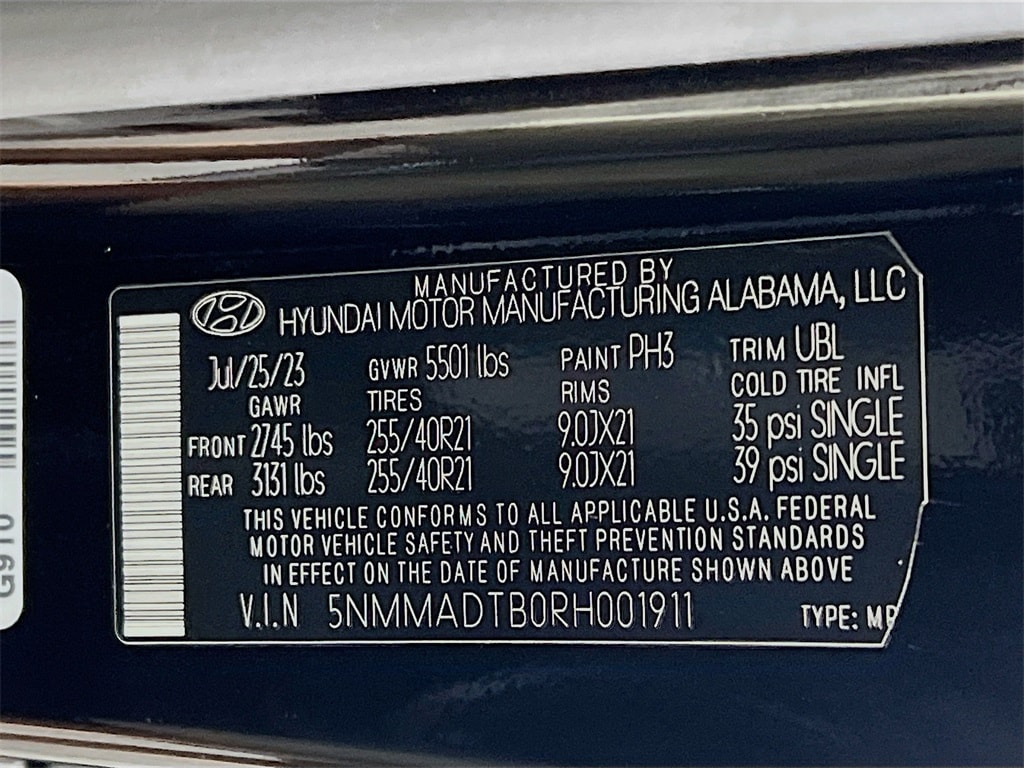 MANUFACTURED BY
HYUNDAI MOTOR MANUFACTURING ALABAMA, LLC
Jul/25/23 GVWR 5501 lbs PAINT PH3 TRIM UBL
GAWR TIRES RIMS COLD TIRE INFL
FRONT 2745 lbs 255/40R21 9.0JX21 35 psi SINGLE
REAR 3131 lbs 255/40R21 9.0JX21 39 psi SINGLE
THIS VEHICLE CONFORMS TO ALL APPLICABLE U.S.A. FEDERAL
MOTOR VEHICLE SAFETY AND THEFT PREVENTION STANDARDS
IN EFFECT ON THE DATE OF MANUFACTURE SHOWN ABOVE
V.I.N 5NMMADTB0RH001911 TYPE: MP
G910